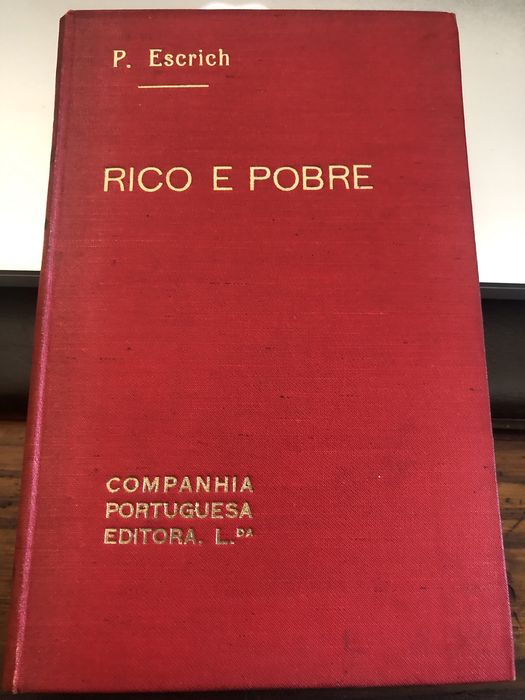 P. Escrich
RICO E POBRE
COMPANHIA
PORTUGUESA
EDITORA. L.DA